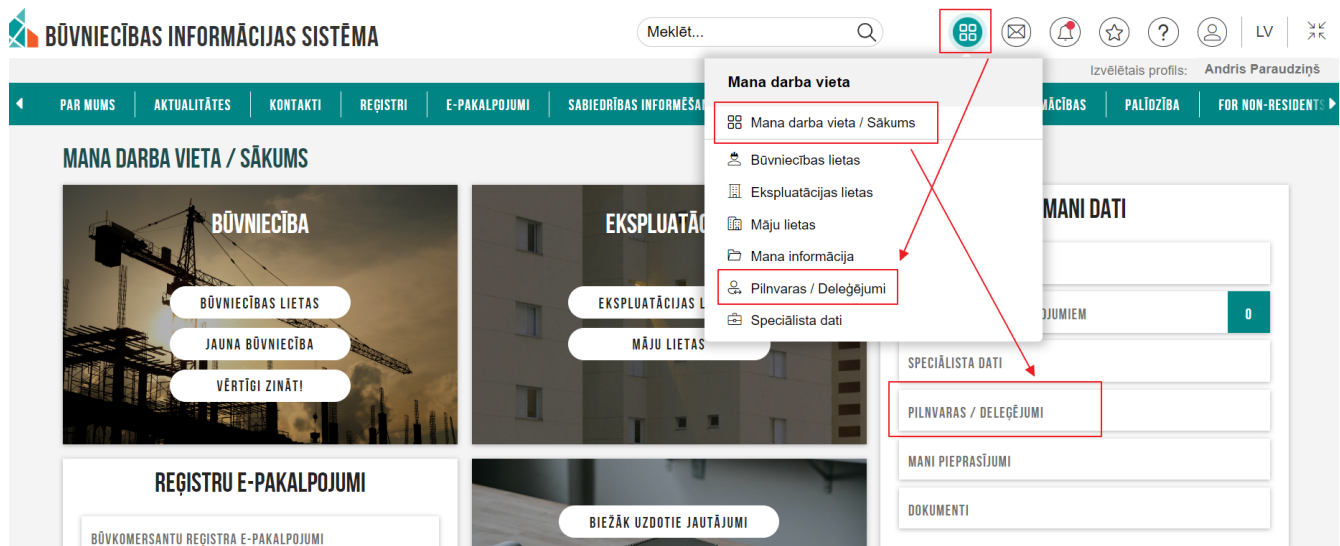 BŪVNIECĪBAS INFORMĀCIJAS SISTĒMA
Meklēt...
LV
Izvēlētais profils: Andris Paraudziņš
PAR MUMS
AKTUALITĀTES
KONTAKTI
REĢISTRI
E-PAKALPOJUMI
SABIEDRĪBAS
PALĪDZĪBA
FOR NON-RESIDENTS
Mana darba vieta
Mana darba vieta / Sākums
Būvniecības lietas
Ekspluatācijas lietas
Māju lietas
Mana informācija
Pilnvaras / Deleģējumi
Speciālista dati
MANA DARBA VIETA / SĀKUMS
BŪVNIECĪBA
BŪVNIECĪBAS LIETAS
JAUNA BŪVNIECĪBA
VĒRTĪGI ZINĀT!
EKSPLUATĀCIJAS
MĀJU LIETAS
MANI DATI
0
SPECIĀLISTA DATI
PILNVARAS / DELEĢĒJUMI
MANI PIEPRASĪJUMI
DOKUMENTI
REĢISTRU E-PAKALPOJUMI
BŪVKOMERSANTU REĢISTRA E-PAKALPOJUMI
BIEŽĀK UZDOTIE JAUTĀJUMI